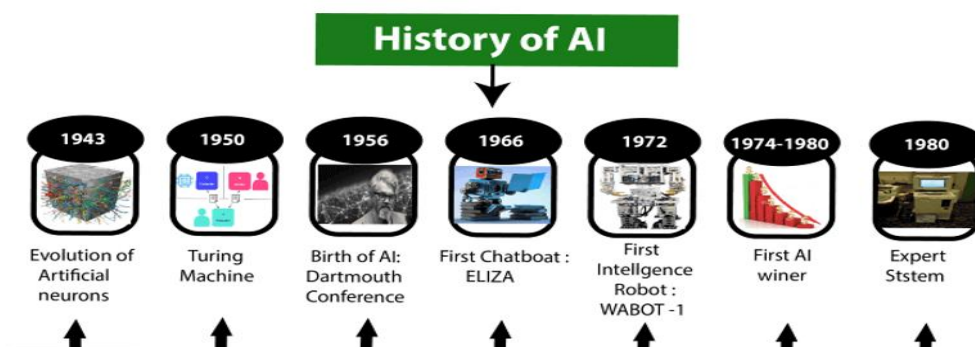 History of AI
1943
1950
1956
1966
1972
1974-1980
1980
Evolution of
Artificial
neurons
Turing
Machine
Birth of AI:
Dartmouth
Conference
First Chatboat :
ELIZA
First
Intellgence
Robot :
WABOT -1
First AI
winer
Expert
Ststem